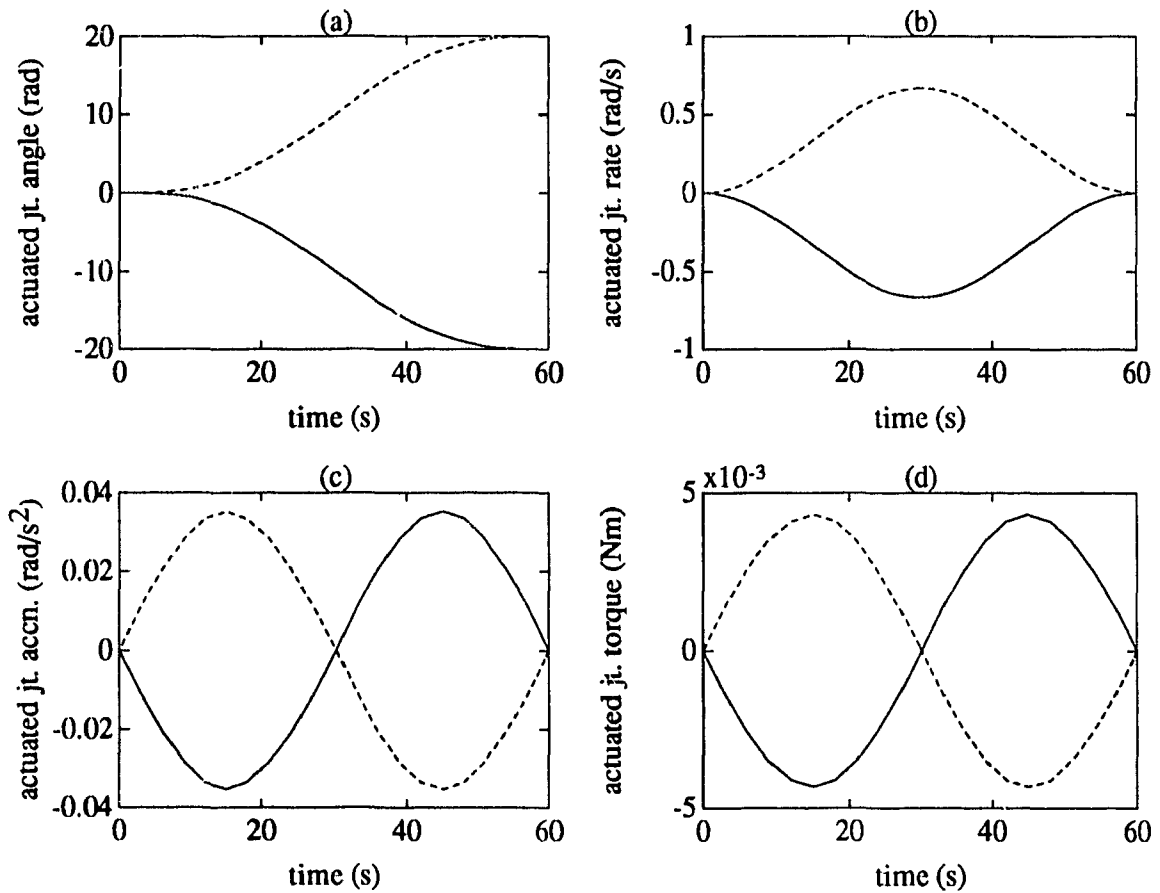 (a)
20
10
0
-10
-20
actuated jt. angle (rad)
0 20 40 60
time (s)
(b)
1
0.5
0
-0.5
-1
actuated jt. rate (rad/s)
0 20 40 60
time (s)
(c)
0.04
0.02
0
-0.02
-0.04
actuated jt. accn. (rad/s²)
0 20 40 60
time (s)
x10⁻³ (d)
5
0
-5
actuated jt. torque (Nm)
0 20 40 60
time (s)